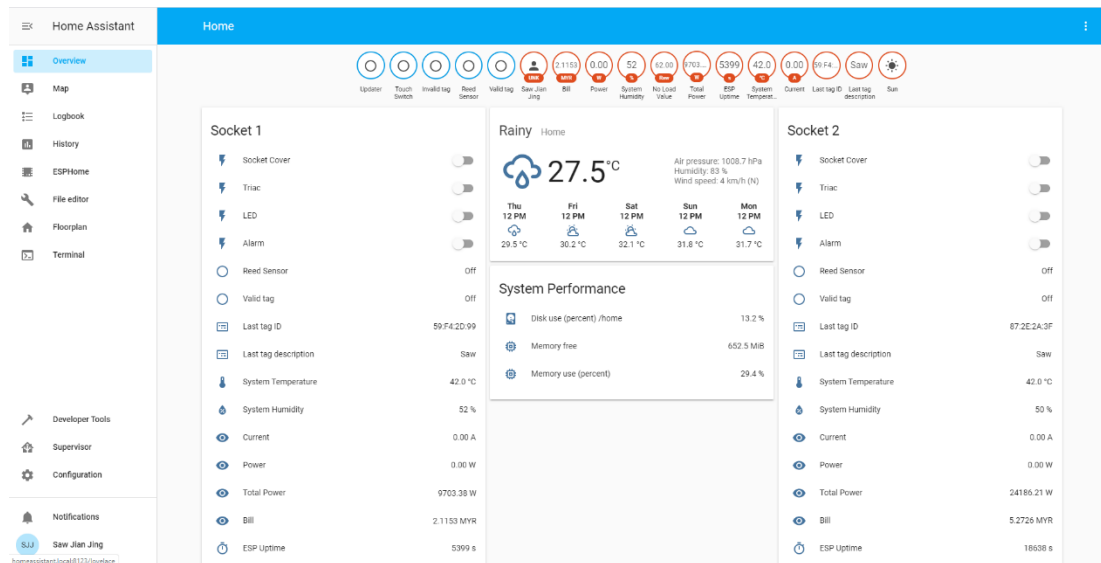 Home Assistant
Home
Overview
Map
Logbook
History
ESPHome
File editor
Floorplan
Terminal
Developer Tools
Supervisor
Configuration
Notifications
SJJ Saw Jian Jing
homeassistant.local:8123/lovelace
2.1153 0.00 52 62.00 9703... 5399 42.0 0.00 59:F4:... Saw
UNK MYR W % Raw W s °C A
Updater Touch Switch Invalid tag Reed Sensor Valid tag Saw Jian Jing Bill Power System Humidity No Load Value Total Power ESP Uptime System Temperat... Current Last tag ID Last tag description Sun
Socket 1
Socket Cover
Triac
LED
Alarm
Reed Sensor Off
Valid tag Off
Last tag ID 59:F4:2D:99
Last tag description Saw
System Temperature 42.0 °C
System Humidity 52 %
Current 0.00 A
Power 0.00 W
Total Power 9703.38 W
Bill 2.1153 MYR
ESP Uptime 5399 s
Rainy Home
27.5 °C
Air pressure: 1008.7 hPa
Humidity: 83 %
Wind speed: 4 km/h (N)
Thu Fri Sat Sun Mon
12 PM 12 PM 12 PM 12 PM 12 PM
29.5 °C 30.2 °C 32.1 °C 31.8 °C 31.7 °C
System Performance
Disk use (percent) /home 13.2 %
Memory free 652.5 MiB
Memory use (percent) 29.4 %
Socket 2
Socket Cover
Triac
LED
Alarm
Reed Sensor Off
Valid tag Off
Last tag ID 87:2E:2A:3F
Last tag description Saw
System Temperature 42.0 °C
System Humidity 50 %
Current 0.00 A
Power 0.00 W
Total Power 24186.21 W
Bill 5.2726 MYR
ESP Uptime 18638 s